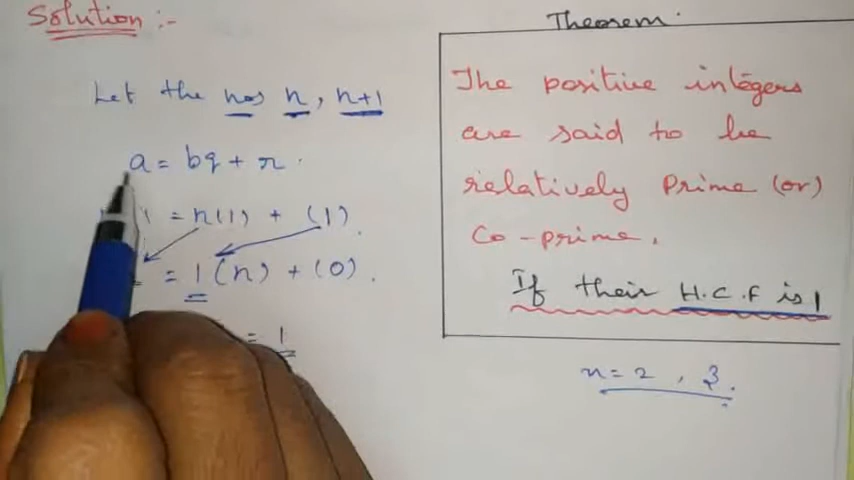 Solution :-
Let the nos n, n+1
a = bq + r.
= n(1) + (1).
= 1(n) + (0).
= 1
Theorem.
The positive integers
are said to be
relatively Prime (or)
Co-prime.
If their H.C.F is 1
n = 2, 3.